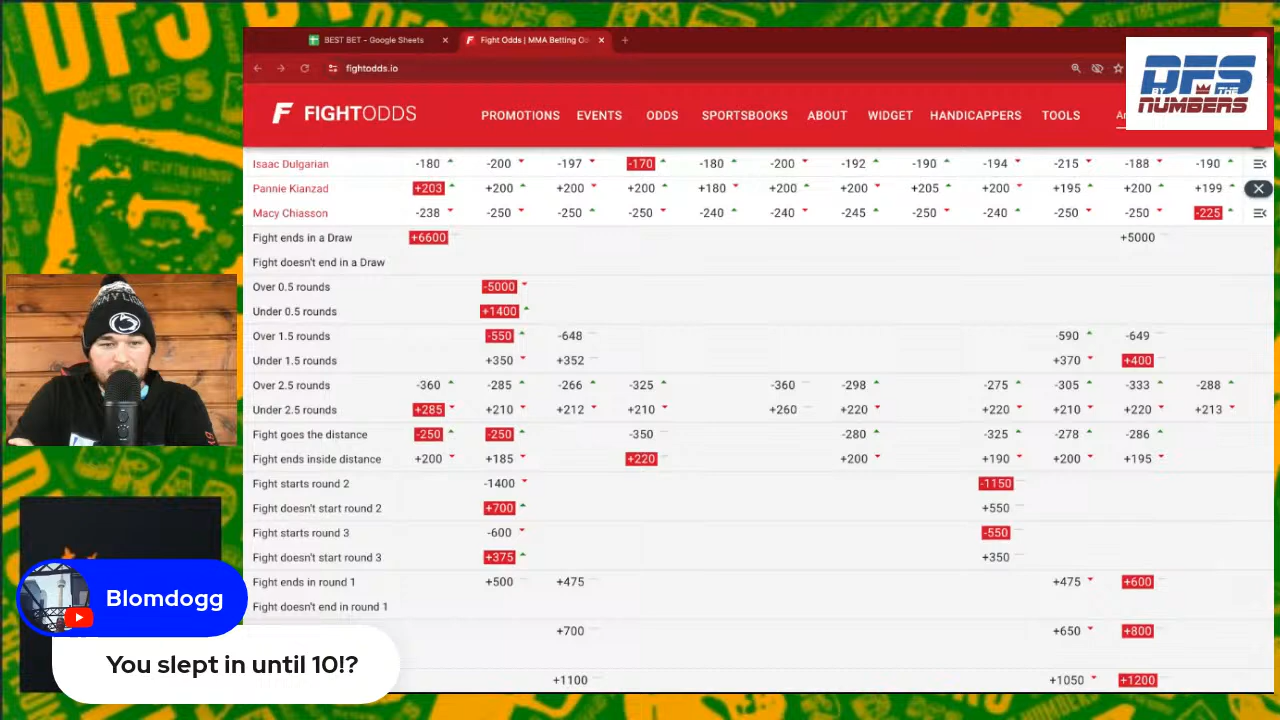 BEST BET - Google Sheets
Fight Odds | MMA Betting O
fightodds.io
DFS
BY THE
NUMBERS
FIGHTODDS PROMOTIONS EVENTS ODDS SPORTSBOOKS ABOUT WIDGET HANDICAPPERS TOOLS
Isaac Dulgarian -180 -200 -197 -170 -180 -200 -192 -190 -194 -215 -188 -190
Pannie Kianzad +203 +200 +200 +200 +180 +200 +200 +205 +200 +195 +200 +199
Macy Chiasson -238 -250 -250 -250 -240 -240 -245 -250 -240 -250 -250 -225
Fight ends in a Draw +6600 +5000
Fight doesn't end in a Draw
Over 0.5 rounds -5000
Under 0.5 rounds +1400
Over 1.5 rounds -550 -648 -590 -649
Under 1.5 rounds +350 +352 +370 +400
Over 2.5 rounds -360 -285 -266 -325 -360 -298 -275 -305 -333 -288
Under 2.5 rounds +285 +210 +212 +210 +260 +220 +220 +210 +220 +213
Fight goes the distance -250 -250 -350 -280 -325 -278 -286
Fight ends inside distance +200 +185 +220 +200 +190 +200 +195
Fight starts round 2 -1400 -1150
Fight doesn't start round 2 +700 +550
Fight starts round 3 -600 -550
Fight doesn't start round 3 +375 +350
Fight ends in round 1 +500 +475 +475 +600
Fight doesn't end in round 1
+700 +650 +800
+1100 +1050 +1200
Blomdogg
You slept in until 10!?